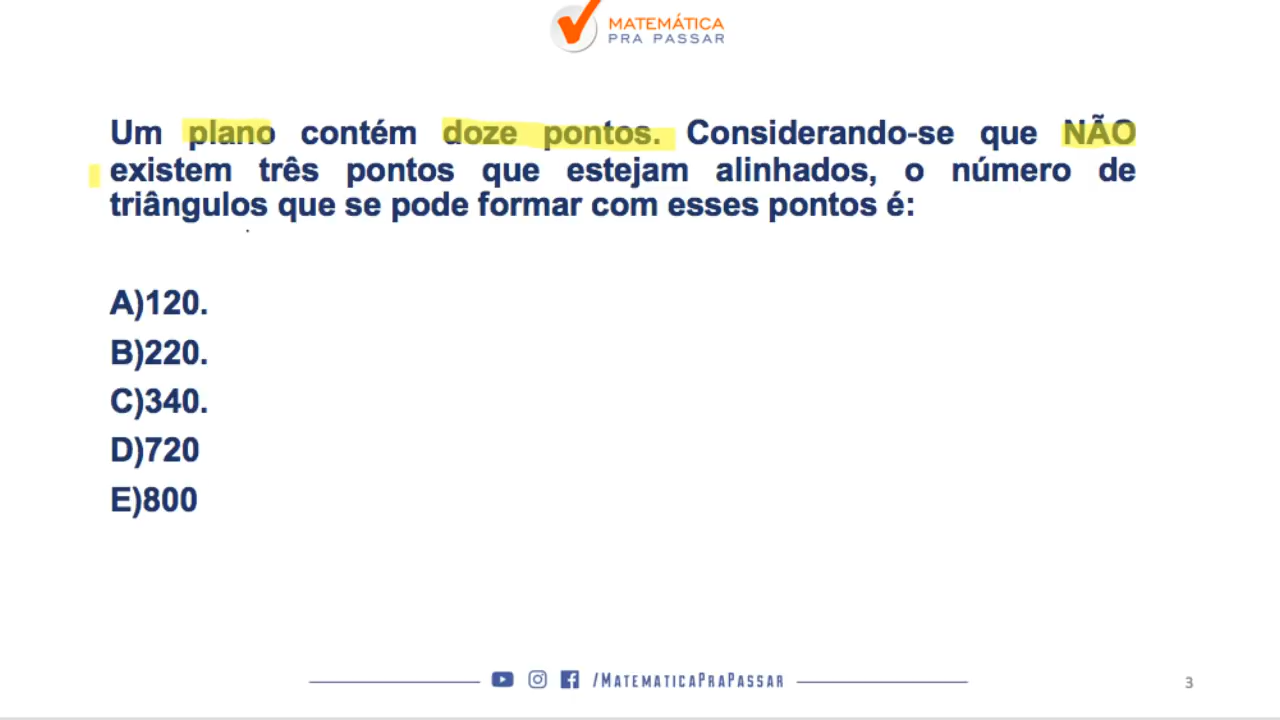 MATEMÁTICA
PRA PASSAR
Um plano contém doze pontos. Considerando-se que NÃO
existem três pontos que estejam alinhados, o número de
triângulos que se pode formar com esses pontos é:
A)120.
B)220.
C)340.
D)720
E)800
/MATEMATICAPRAPASSAR
3